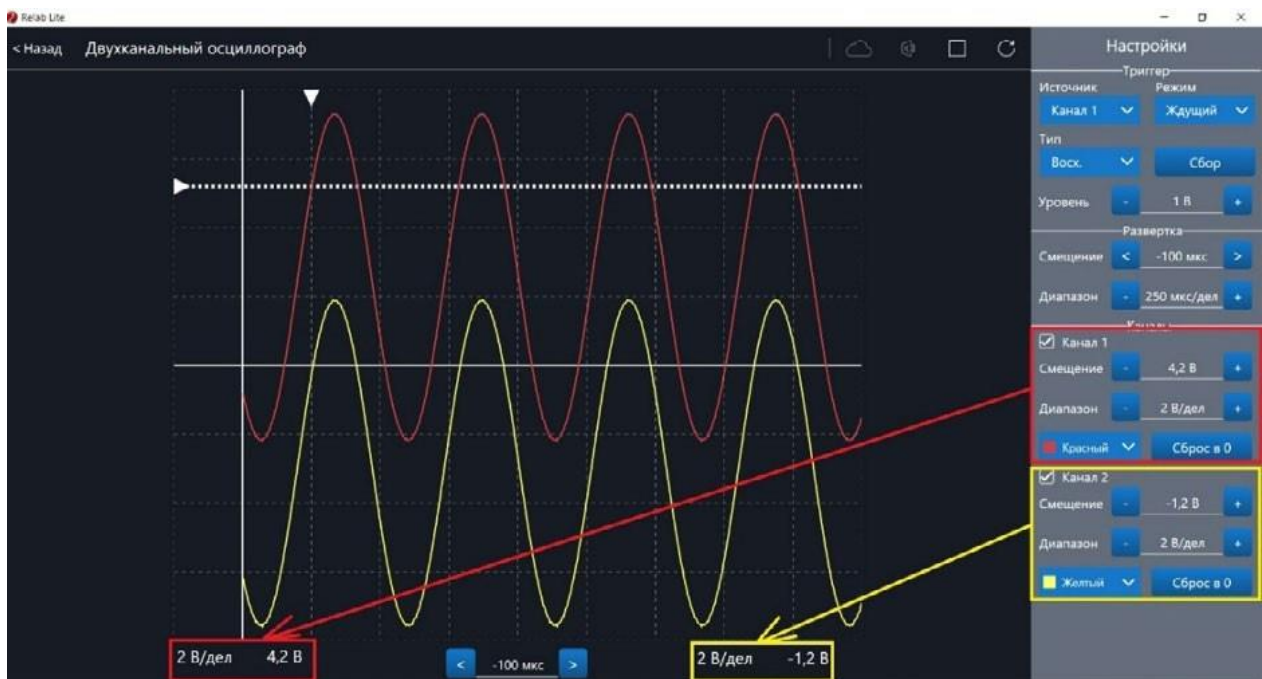 Relab Lite
< Назад Двухканальный осциллограф
Настройки
Триггер
Источник Режим
Канал 1 Ждущий
Тип
Восх. Сбор
Уровень - 1 В +
Развертка
Смещение < -100 мкс >
Диапазон - 250 мкс/дел +
Каналы
Канал 1
Смещение - 4,2 В +
Диапазон - 2 В/дел +
Красный Сброс в 0
Канал 2
Смещение - -1,2 В +
Диапазон - 2 В/дел +
Желтый Сброс в 0
2 В/дел 4,2 В < -100 мкс > 2 В/дел -1,2 В